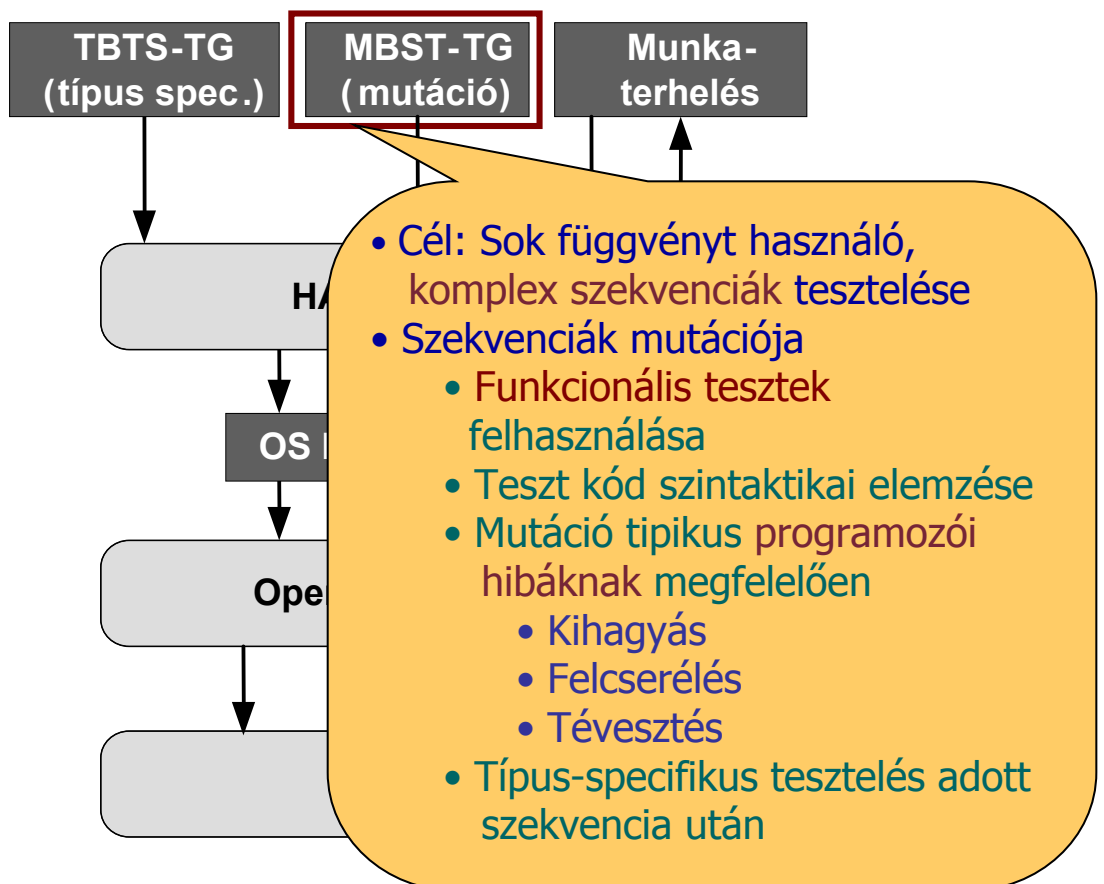 TBTS-TG
(típus spec.)
MBST-TG
(mutáció)
Munka-
terhelés
• Cél: Sok függvényt használó,
komplex szekvenciák tesztelése
• Szekvenciák mutációja
• Funkcionális tesztek
felhasználása
• Teszt kód szintaktikai elemzése
• Mutáció tipikus programozói
hibáknak megfelelően
• Kihagyás
• Felcserélés
• Tévesztés
• Típus-specifikus tesztelés adott
szekvencia után
OS